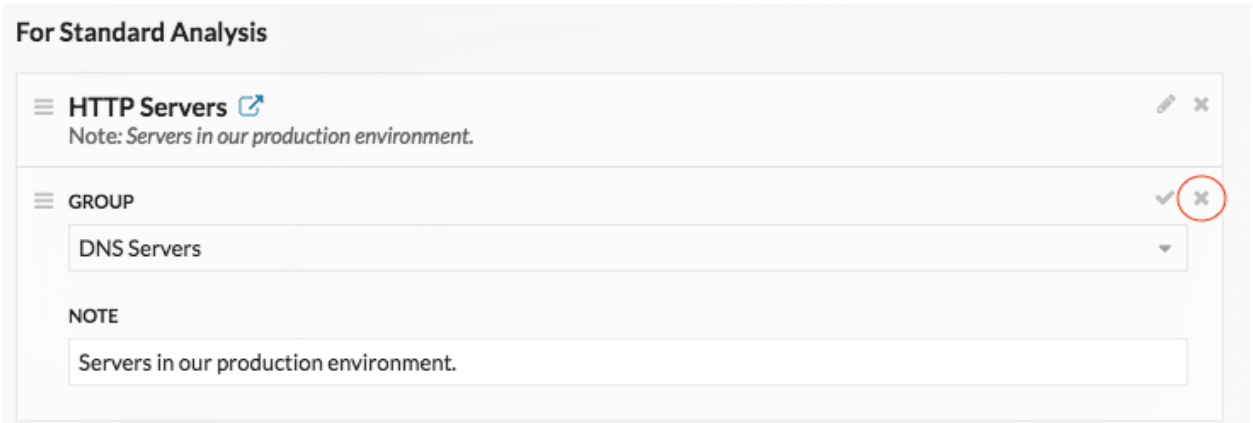 For Standard Analysis
HTTP Servers
Note: Servers in our production environment.
GROUP
DNS Servers
NOTE
Servers in our production environment.